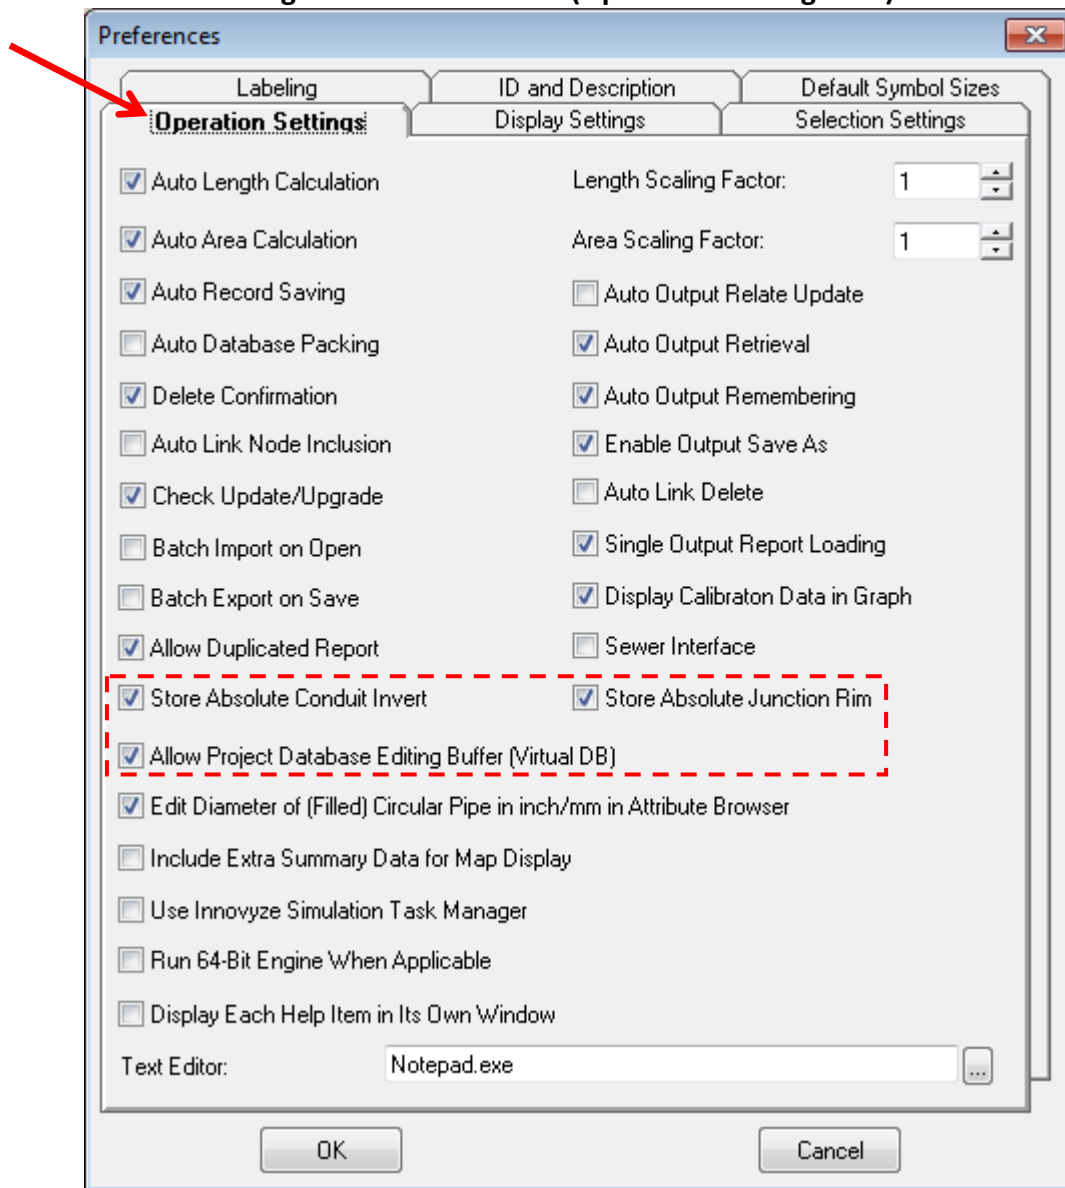 Preferences
Labeling ID and Description Default Symbol Sizes
Operation Settings Display Settings Selection Settings
Auto Length Calculation Length Scaling Factor: 1
Auto Area Calculation Area Scaling Factor: 1
Auto Record Saving Auto Output Relate Update
Auto Database Packing Auto Output Retrieval
Delete Confirmation Auto Output Remembering
Auto Link Node Inclusion Enable Output Save As
Check Update/Upgrade Auto Link Delete
Batch Import on Open Single Output Report Loading
Batch Export on Save Display Calibraton Data in Graph
Allow Duplicated Report Sewer Interface
Store Absolute Conduit Invert Store Absolute Junction Rim
Allow Project Database Editing Buffer (Virtual DB)
Edit Diameter of (Filled) Circular Pipe in inch/mm in Attribute Browser
Include Extra Summary Data for Map Display
Use Innovyze Simulation Task Manager
Run 64-Bit Engine When Applicable
Display Each Help Item in Its Own Window
Text Editor: Notepad.exe ...
OK Cancel